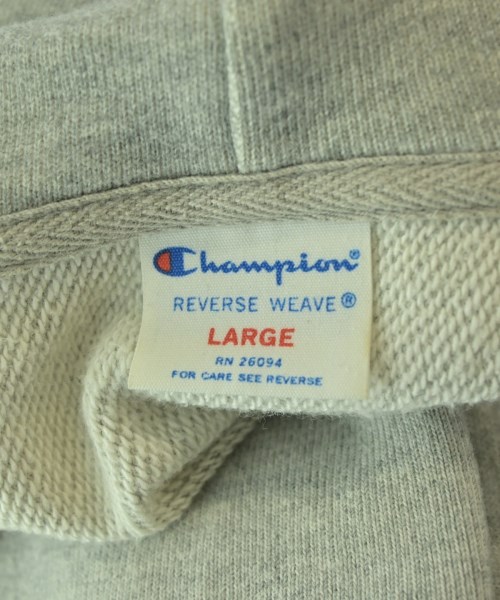 Champion®
REVERSE WEAVE®
LARGE
RN 26094
FOR CARE SEE REVERSE